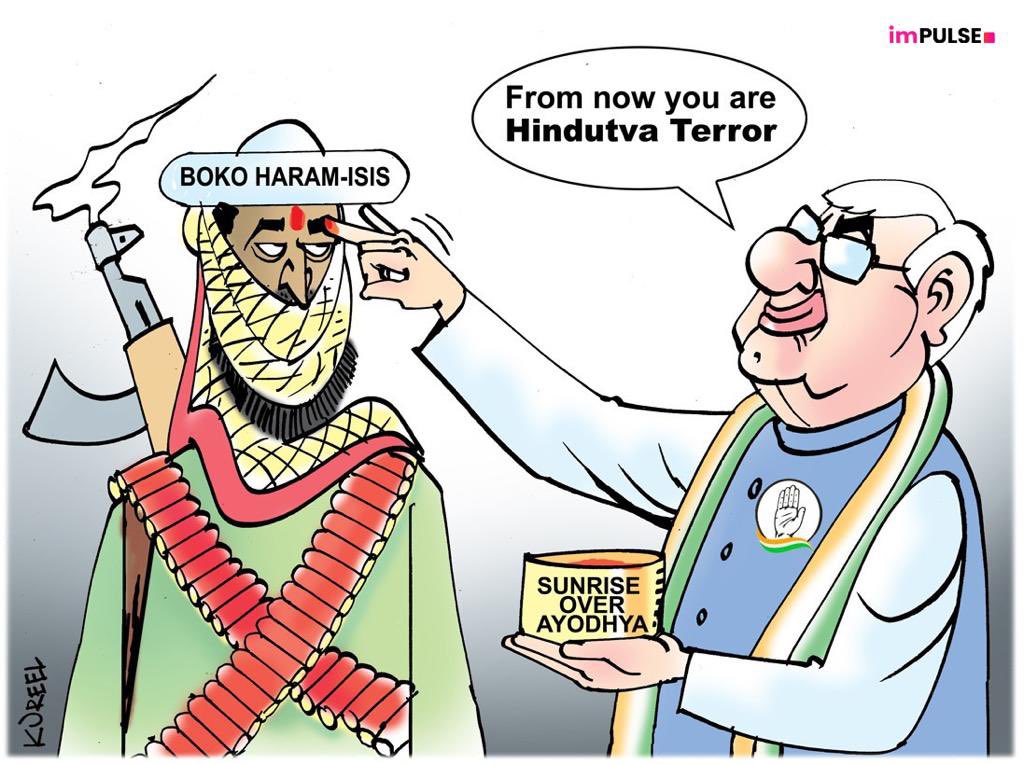 imPULSE
From now you are
Hindutva Terror
BOKO HARAM-ISIS
SUNRISE
OVER
AYODHYA
KUREEL